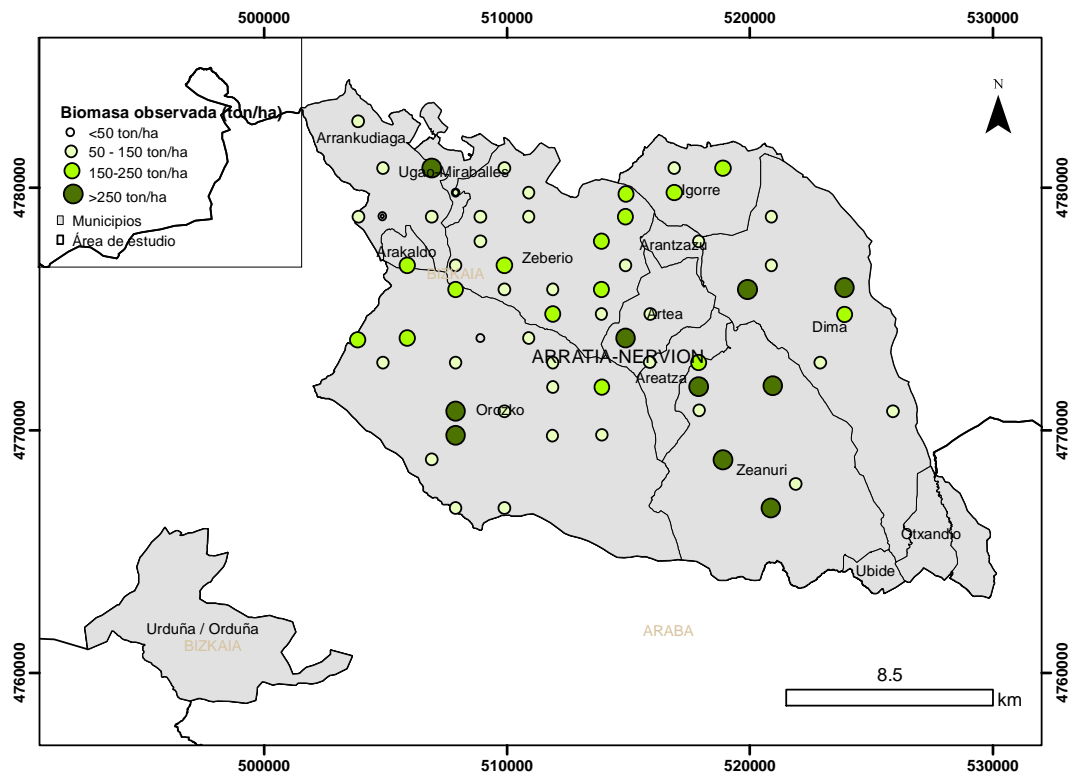 500000
510000
520000
530000
N
Biomasa observada (ton/ha)
<50 ton/ha
50 - 150 ton/ha
150-250 ton/ha
>250 ton/ha
Municipios
Área de estudio
Arrankudiaga
Ugao-Miraballes
Igorre
4780000
4780000
Arakaldo
Zeberio
Arantzazu
BIZKAIA
Artea
Dima
ARRATIA-NERVION
Areatza
Orozko
4770000
4770000
Zeanuri
Otxandio
Ubide
Urduña / Orduña
BIZKAIA
ARABA
4760000
4760000
8.5
km
500000
510000
520000
530000